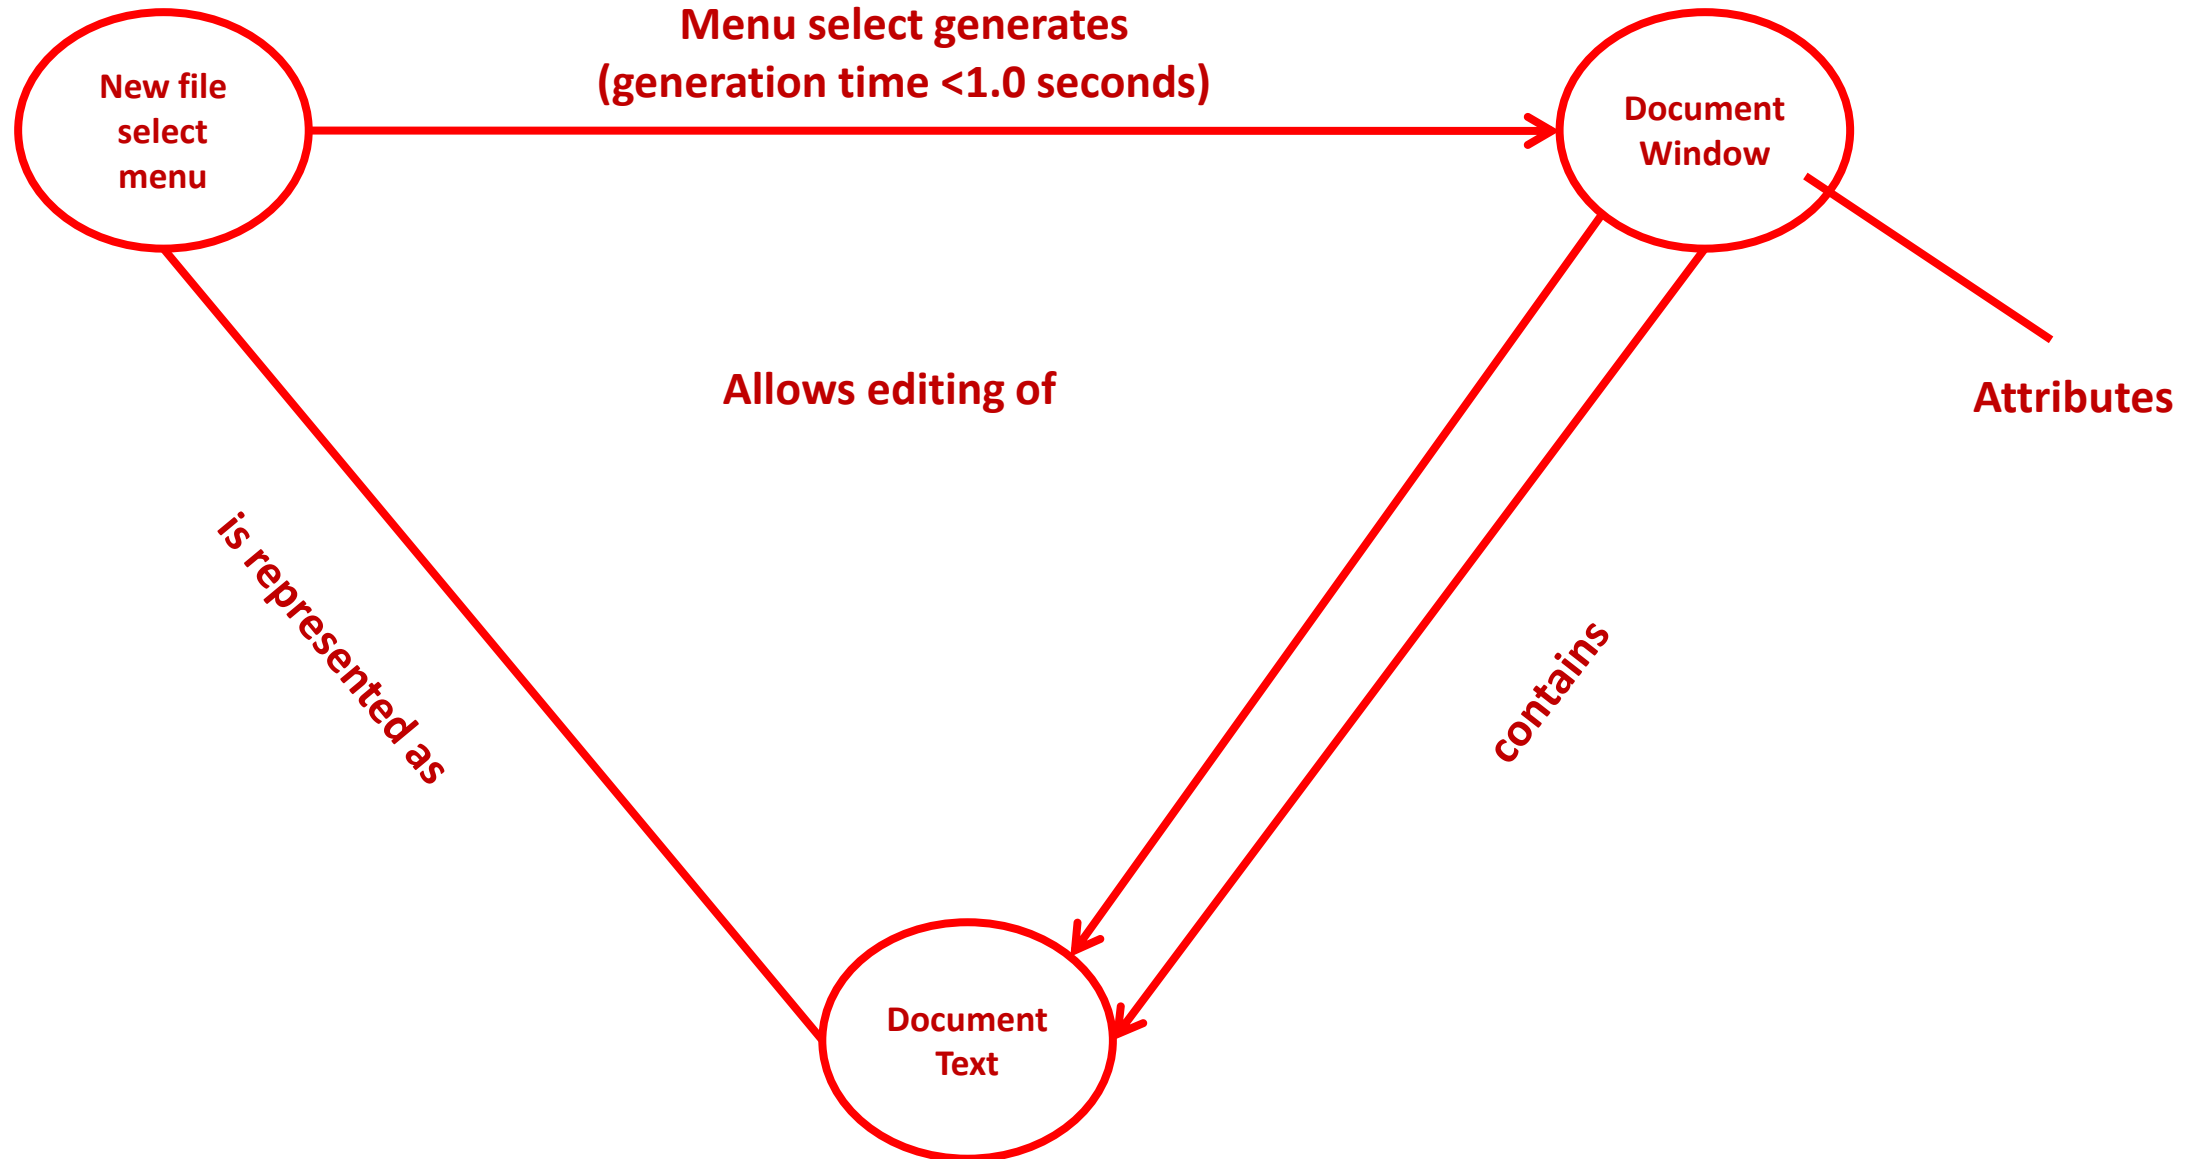 Menu select generates
(generation time <1.0 seconds)
New file
select
menu
Document
Window
Allows editing of
Attributes
is represented as
contains
Document
Text